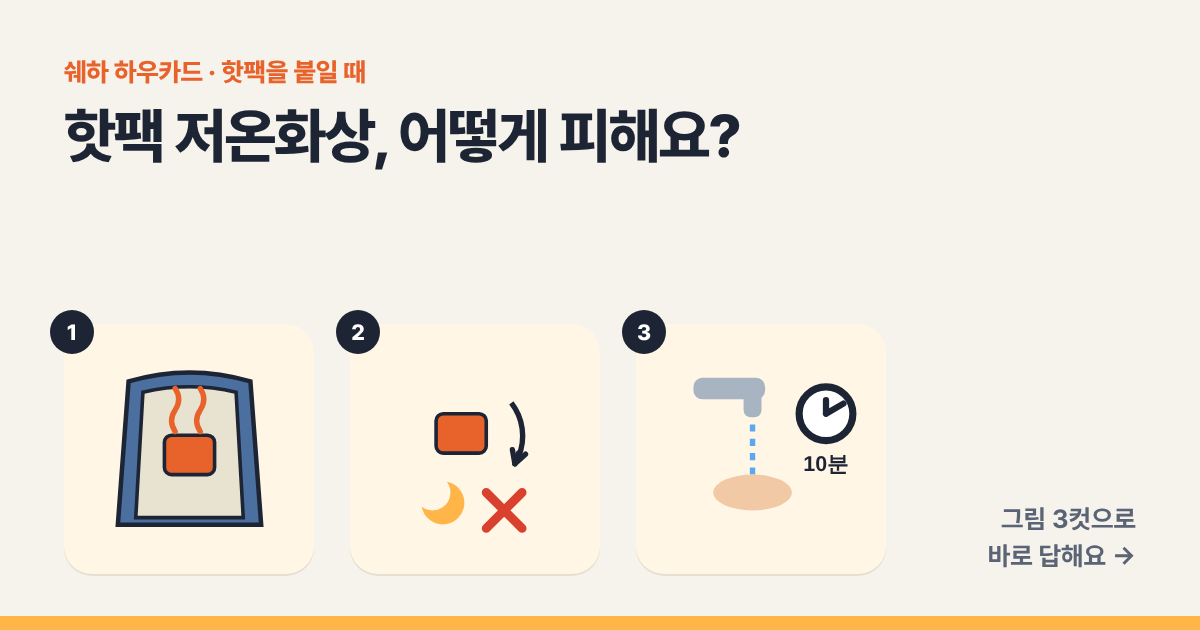 쉐하 하우카드 · 핫팩을 붙일 때
핫팩 저온화상, 어떻게 피해요?
1
2
3
10분
그림 3컷으로
바로 답해요 →